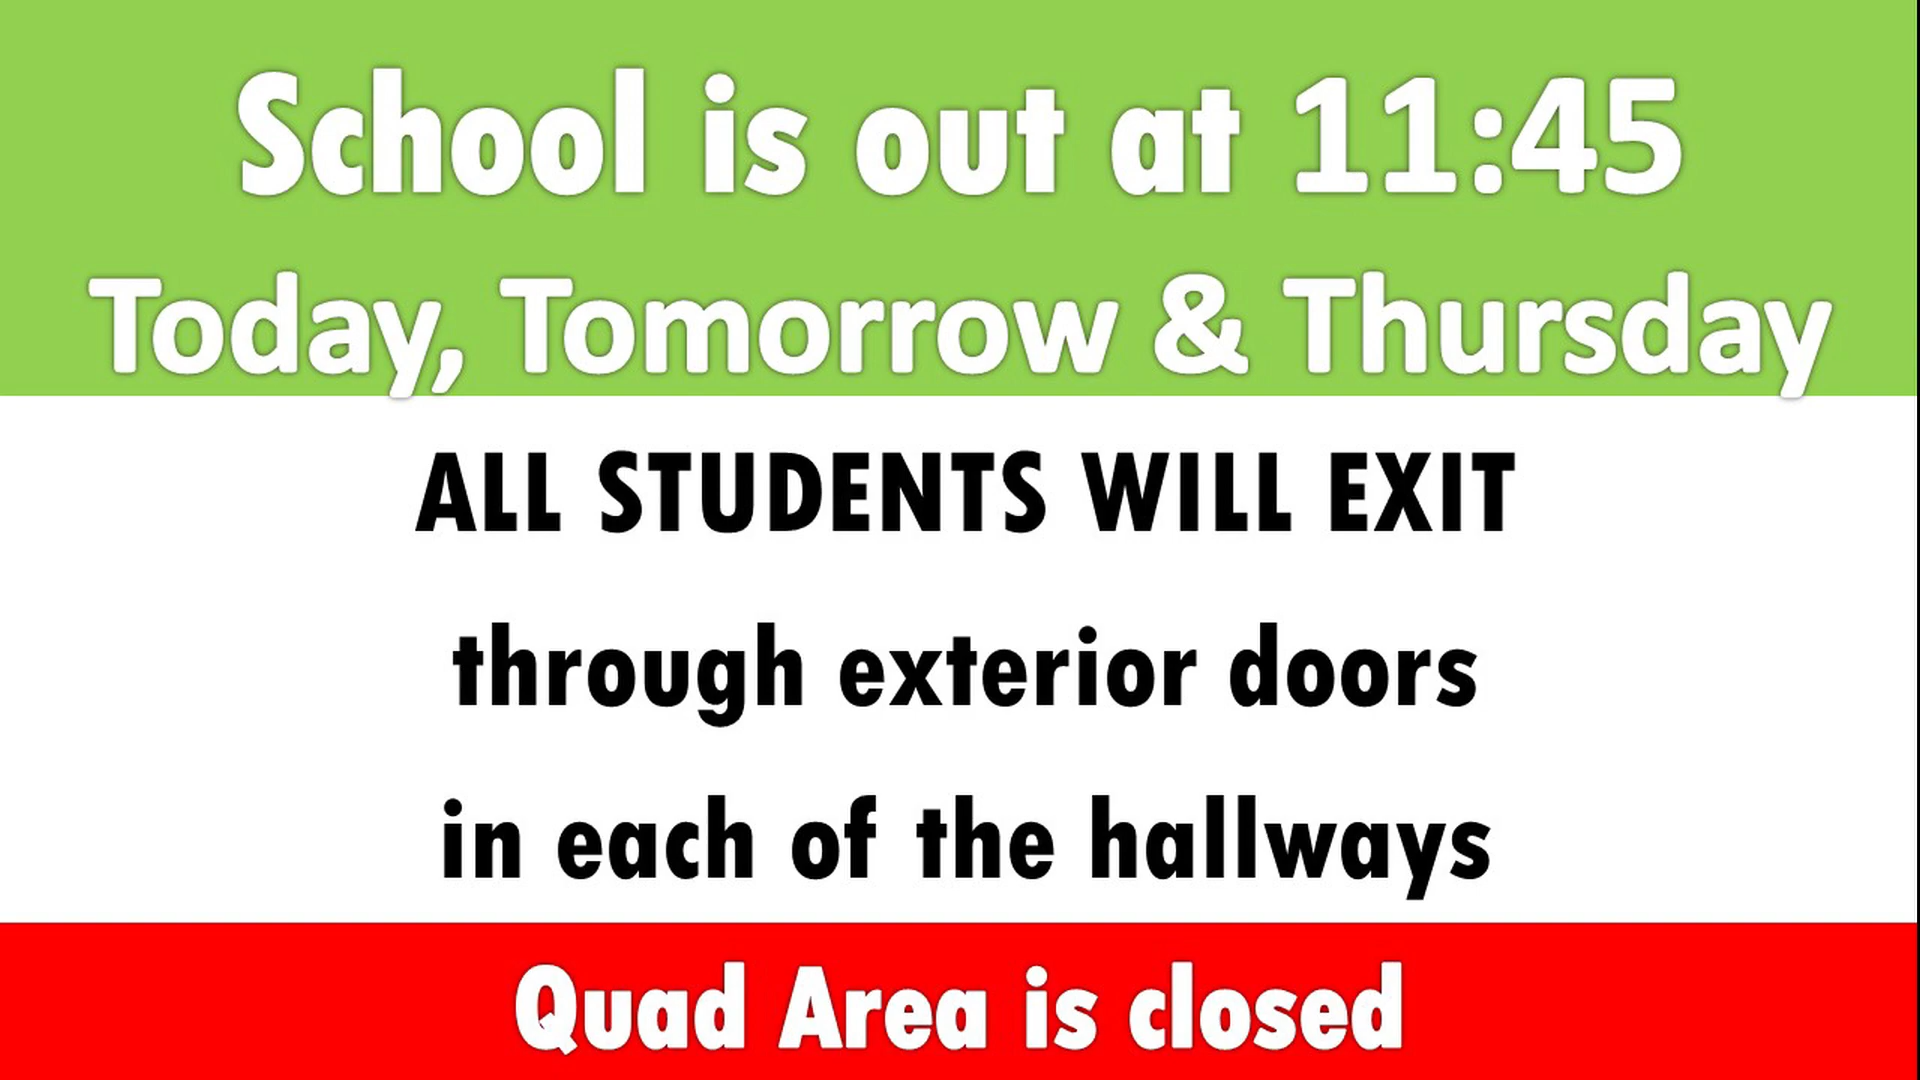 School is out at 11:45
Today, Tomorrow & Thursday
ALL STUDENTS WILL EXIT
through exterior doors
in each of the hallways
Quad Area is closed